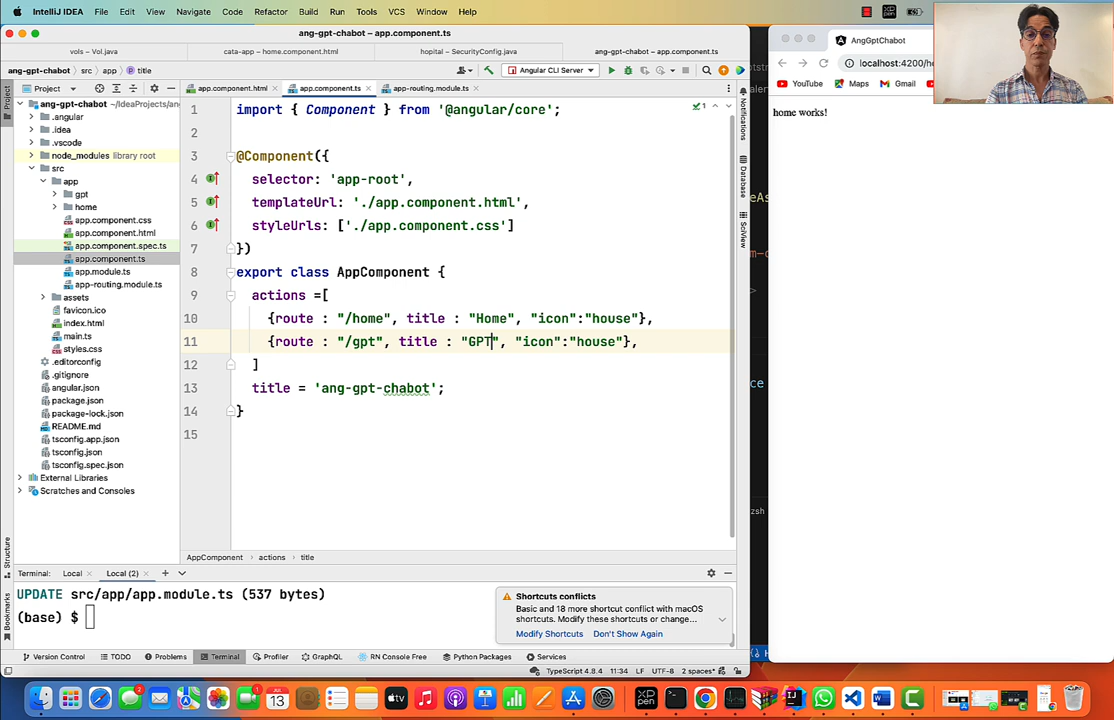 IntelliJ IDEA File Edit View Navigate Code Refactor Build Run Tools VCS Window Help
ang-gpt-chabot – app.component.ts
vols – Vol.java
cata-app – home.component.html
hopital – SecurityConfig.java
ang-gpt-chabot – app.component.ts
ang-gpt-chabot › src › app › title
Angular CLI Server
AngGptChabot
localhost:4200/ho
YouTube Maps Gmail
home works!
Project
ang-gpt-chabot ~/IdeaProjects/ang
.angular
.idea
.vscode
node_modules library root
src
app
gpt
home
app.component.css
app.component.html
app.component.spec.ts
app.component.ts
app.module.ts
app-routing.module.ts
assets
favicon.ico
index.html
main.ts
styles.css
.editorconfig
.gitignore
angular.json
package.json
package-lock.json
README.md
tsconfig.app.json
tsconfig.json
tsconfig.spec.json
External Libraries
Scratches and Consoles
app.component.html app.component.ts app-routing.module.ts
1 import { Component } from '@angular/core';
2
3 @Component({
4 selector: 'app-root',
5 templateUrl: './app.component.html',
6 styleUrls: ['./app.component.css']
7 })
8 export class AppComponent {
9 actions =[
10 {route : "/home", title : "Home", "icon":"house"},
11 {route : "/gpt", title : "GPT", "icon":"house"},
12 ]
13 title = 'ang-gpt-chabot';
14 }
15
1
Project
Structure
Bookmarks
Notifications
Database
SciView
AppComponent › actions › title
Terminal: Local Local (2)
UPDATE src/app/app.module.ts (537 bytes)
(base) $
Shortcuts conflicts
Basic and 18 more shortcut conflict with macOS
shortcuts. Modify these shortcuts or change...
Modify Shortcuts Don't Show Again
Version Control TODO Problems Terminal Profiler GraphQL RN Console Free Python Packages Services
TypeScript 4.8.4 11:34 LF UTF-8 2 spaces*
zsh